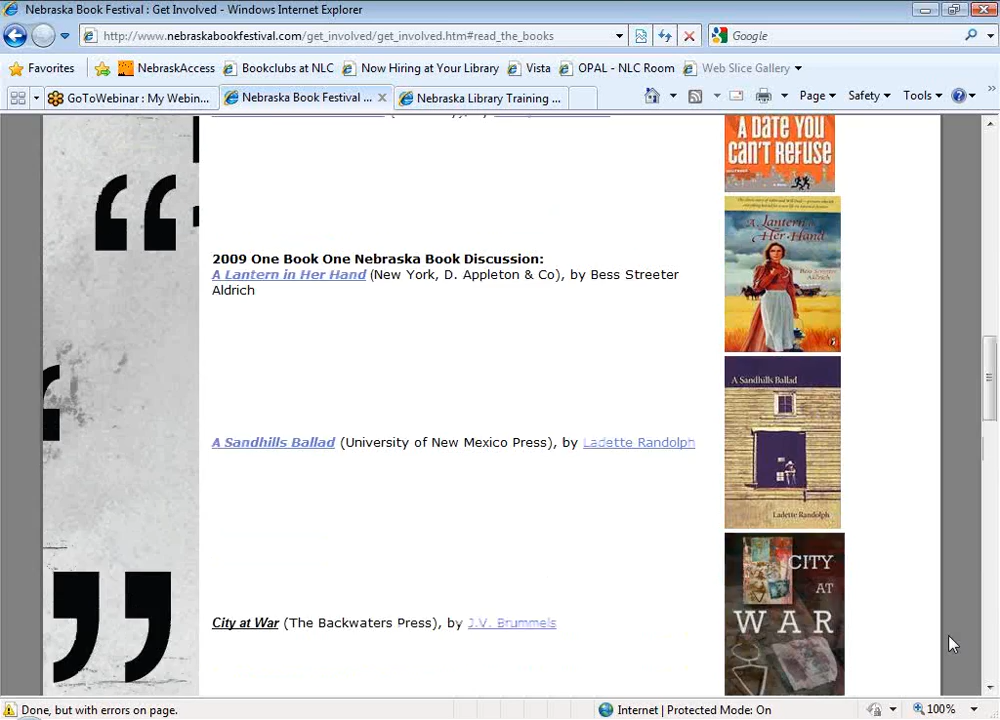 Nebraska Book Festival : Get Involved - Windows Internet Explorer
http://www.nebraskabookfestival.com/get_involved/get_involved.htm#read_the_books
Google
Favorites
NebraskAccess
Bookclubs at NLC
Now Hiring at Your Library
Vista
OPAL - NLC Room
Web Slice Gallery
GoToWebinar : My Webin...
Nebraska Book Festival ...
Nebraska Library Training ...
Page
Safety
Tools
A DATE YOU
CAN'T REFUSE
2009 One Book One Nebraska Book Discussion:
A Lantern in Her Hand (New York, D. Appleton & Co), by Bess Streeter
Aldrich
A Lantern in
Her Hand
Bess Streeter
Aldrich
A Sandhills Ballad (University of New Mexico Press), by Ladette Randolph
A Sandhills Ballad
Ladette Randolph
City at War (The Backwaters Press), by J.V. Brummels
CITY
AT
WAR
Done, but with errors on page.
Internet | Protected Mode: On
100%